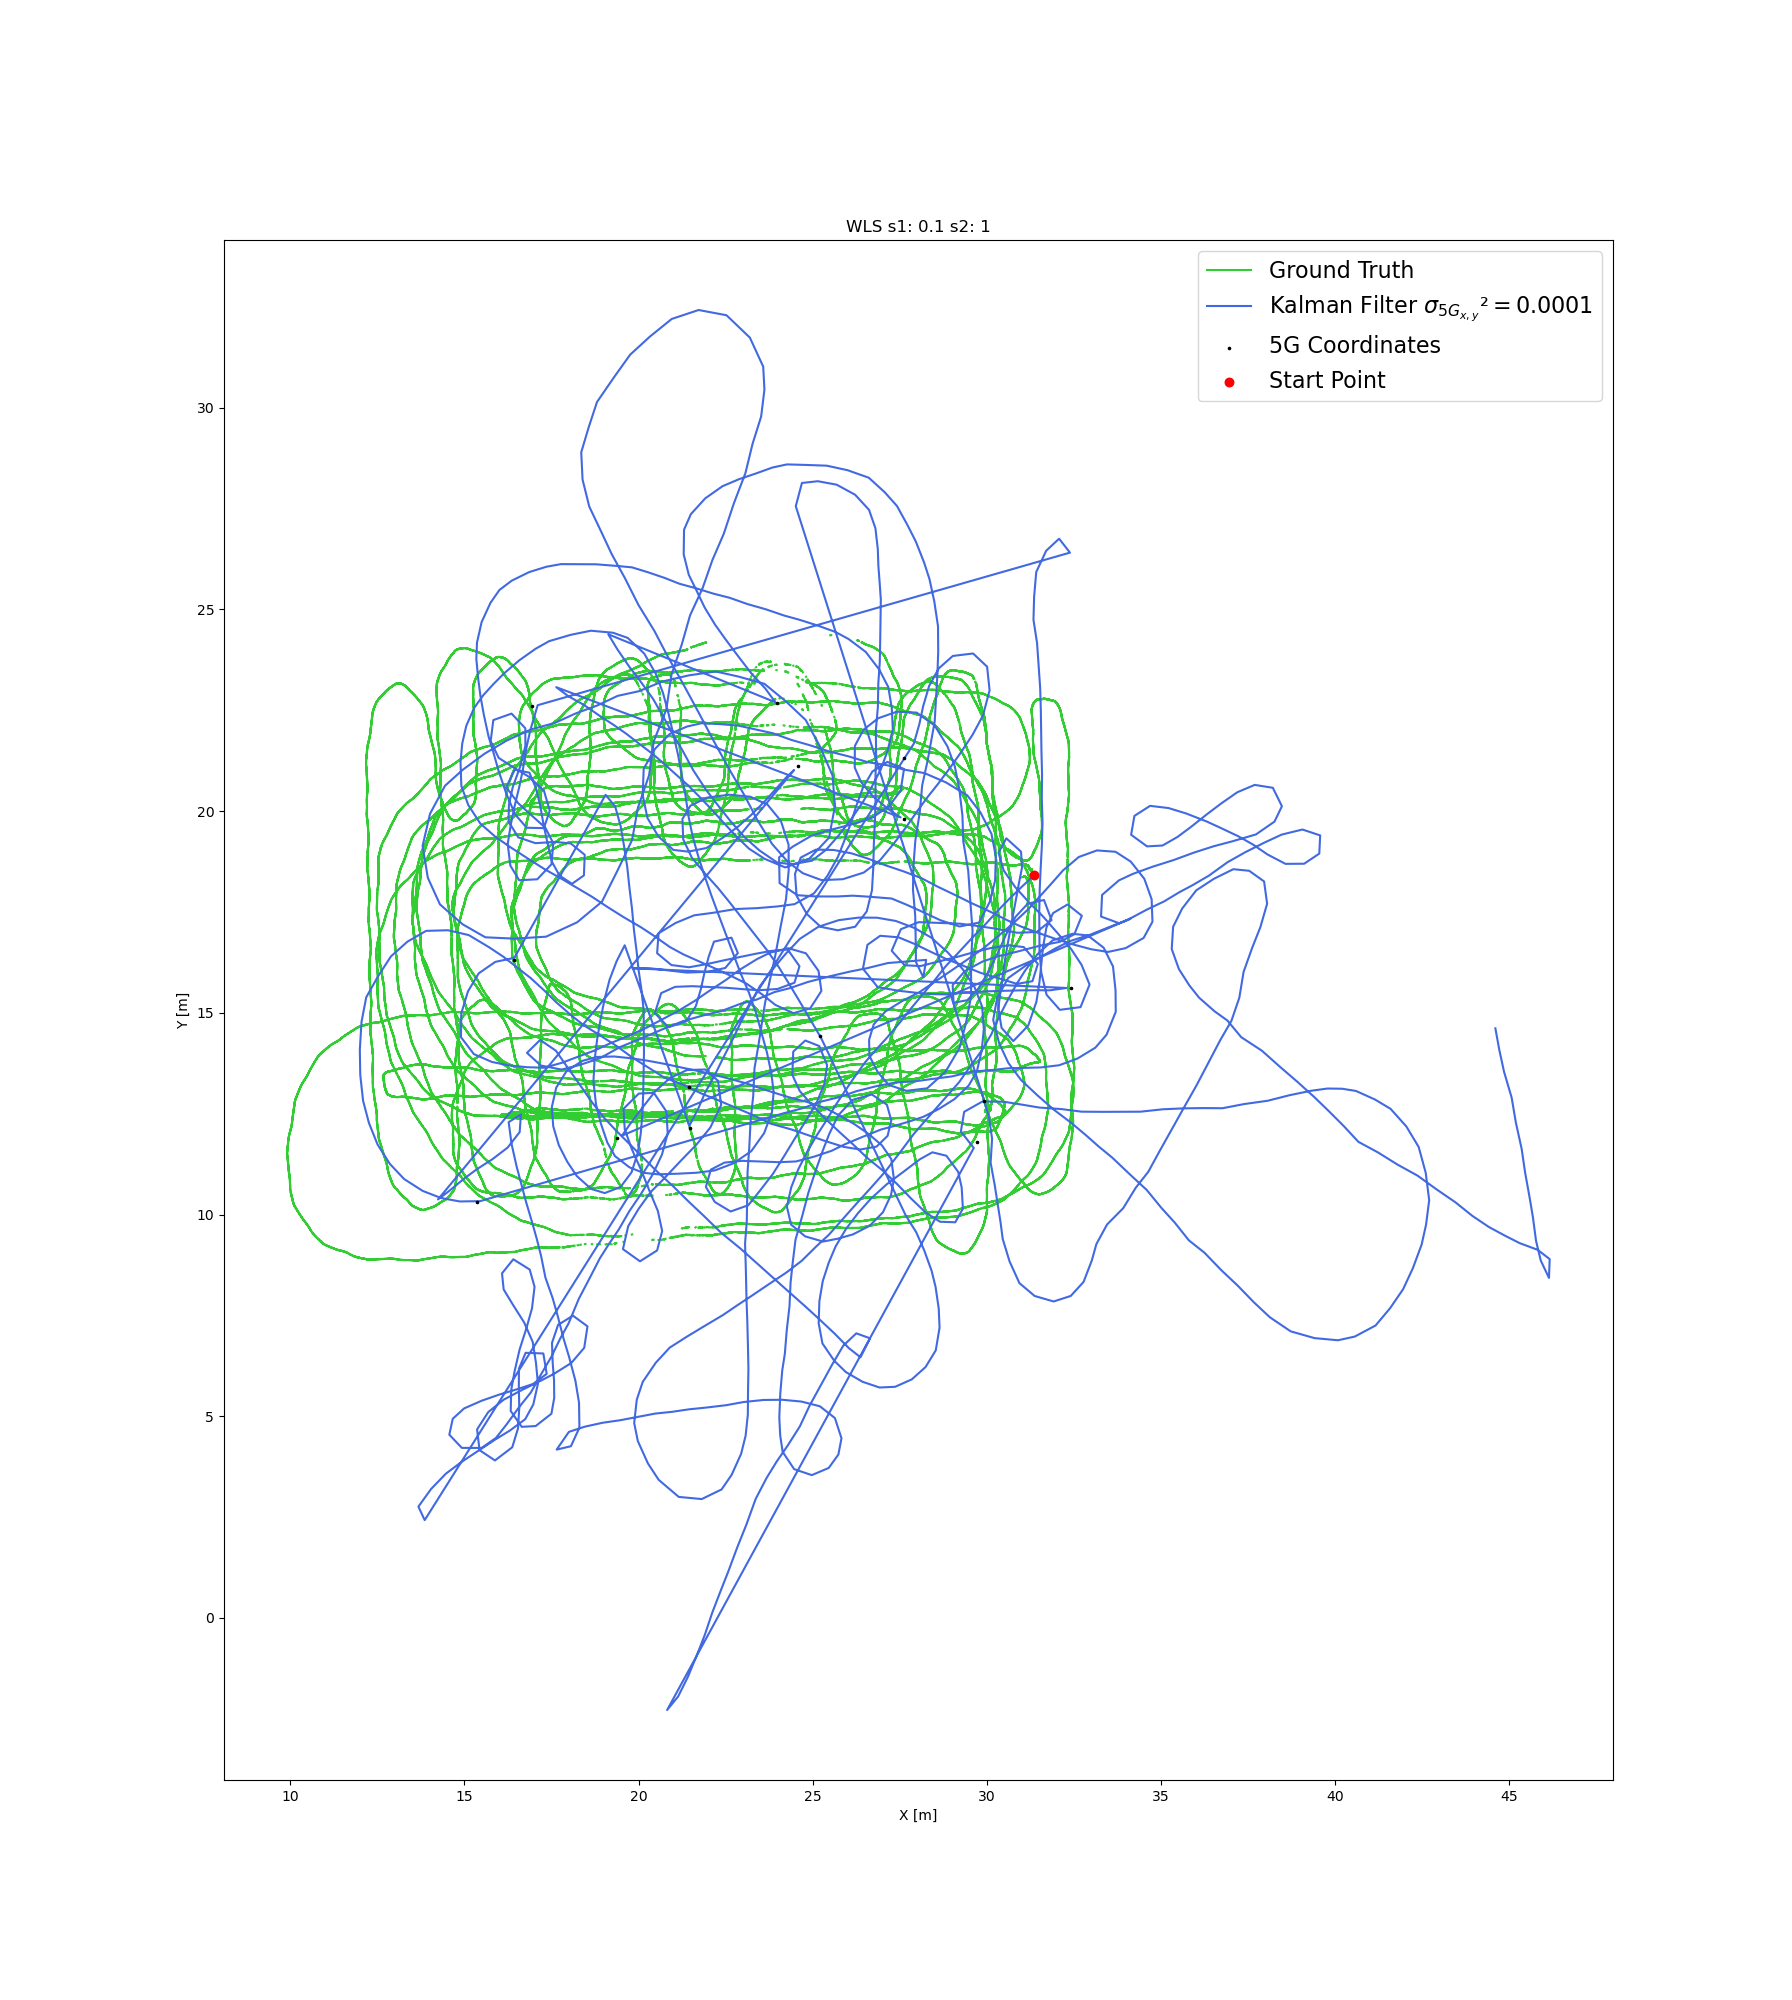 WLS s1: 0.1 s2: 1
Ground Truth
Kalman Filter σ5Gx,y² = 0.0001
5G Coordinates
Start Point
30
25
20
15
10
5
0
Y [m]
10 15 20 25 30 35 40 45
X [m]